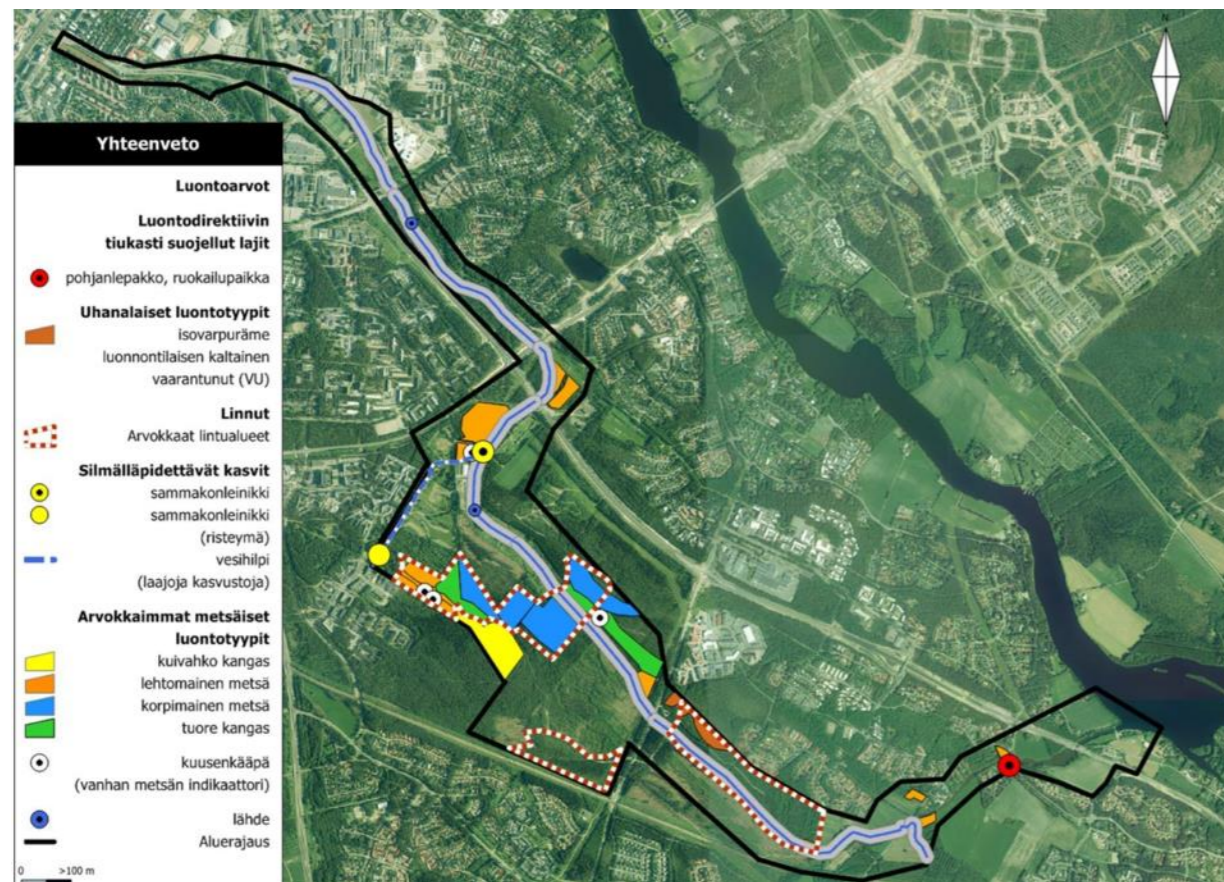 N
Yhteenveto
Luontoarvot
Luontodirektiivin
tiukasti suojellut lajit
pohjanlepakko, ruokailupaikka
Uhanalaiset luontotyypit
isovarpuräme
luonnontilaisen kaltainen
vaarantunut (VU)
Linnut
Arvokkaat lintualueet
Silmälläpidettävät kasvit
sammakonleinikki
sammakonleinikki
(risteymä)
vesihilpi
(laajoja kasvustoja)
Arvokkaimmat metsäiset
luontotyypit
kuivahko kangas
lehtomainen metsä
korpimainen metsä
tuore kangas
kuusenkääpä
(vanhan metsän indikaattori)
lähde
Aluerajaus
0 >100 m